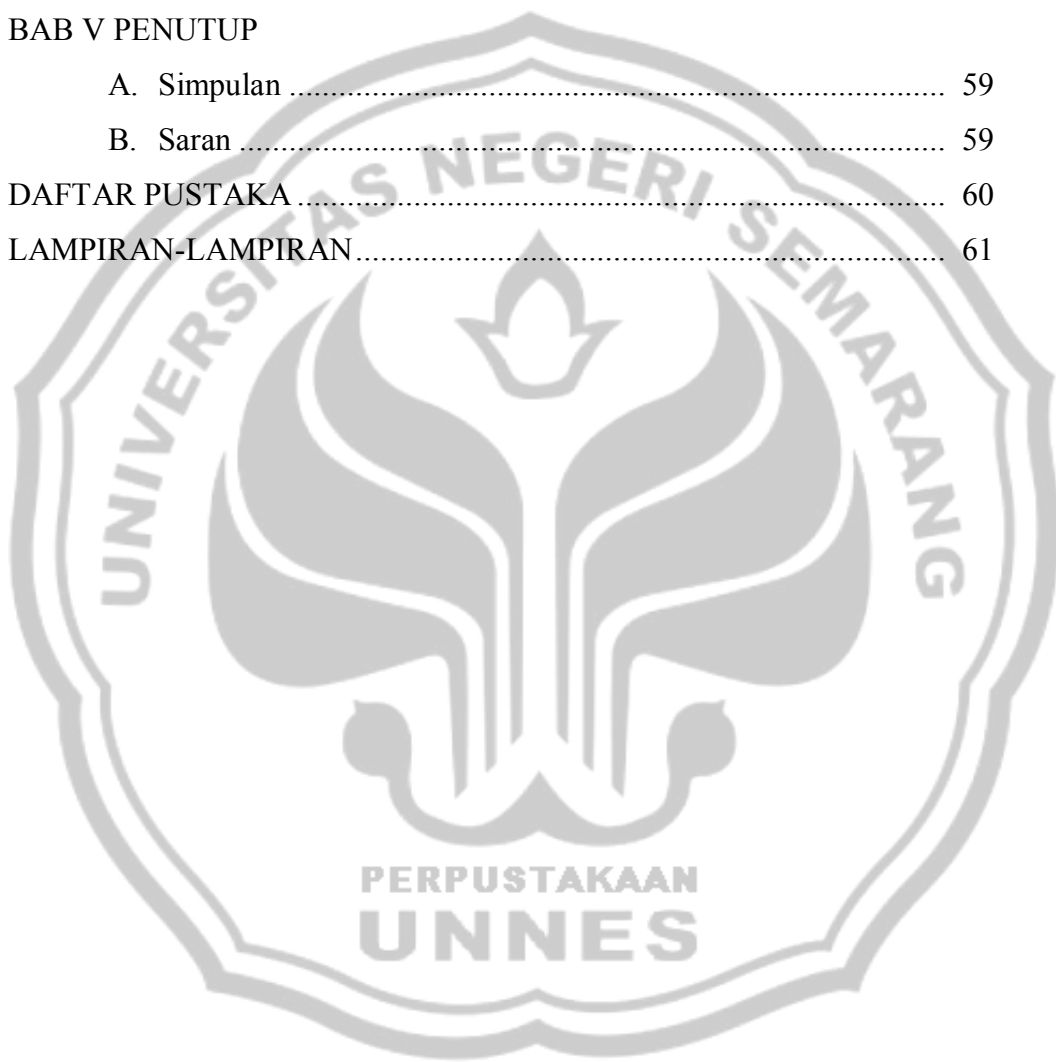 BAB V PENUTUP
A. Simpulan ................................................................................ 59
B. Saran ...................................................................................... 59
DAFTAR PUSTAKA .............................................................................. 60
LAMPIRAN-LAMPIRAN ....................................................................... 61
UNIVERSITAS NEGERI SEMARANG
PERPUSTAKAAN
UNNES